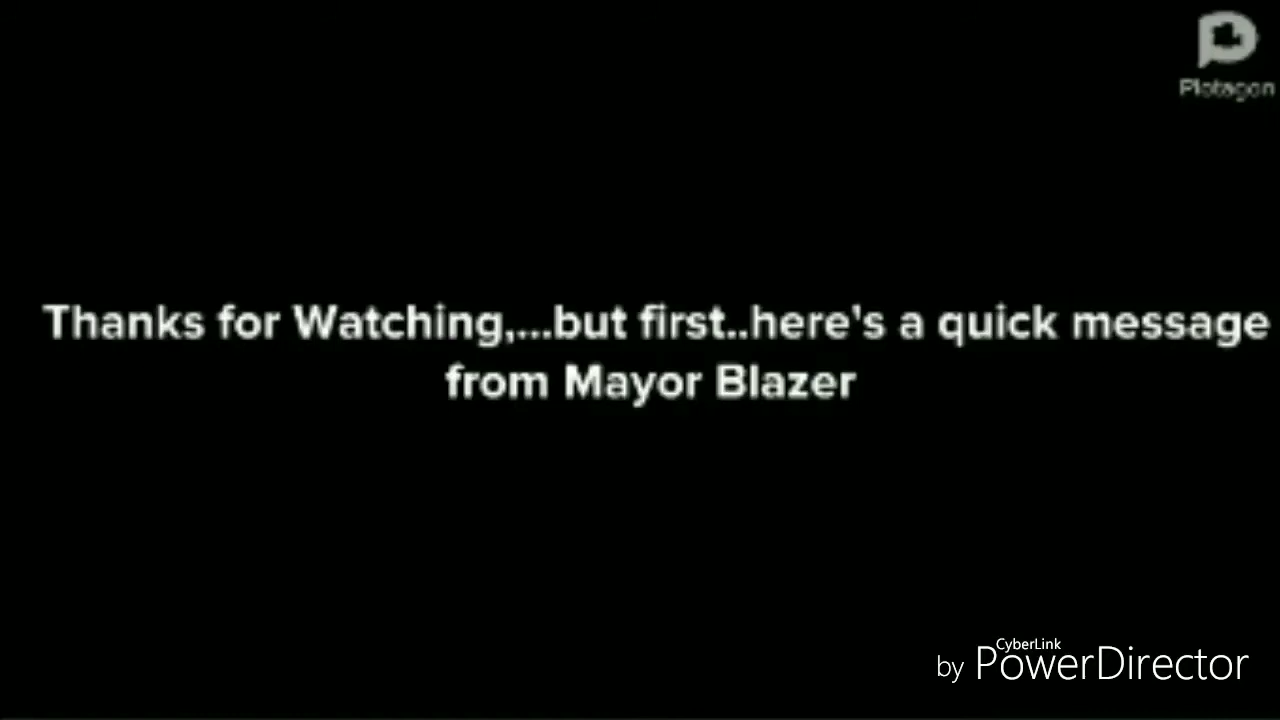 Plotagon
Thanks for Watching,...but first..here's a quick message
from Mayor Blazer
CyberLink
by PowerDirector